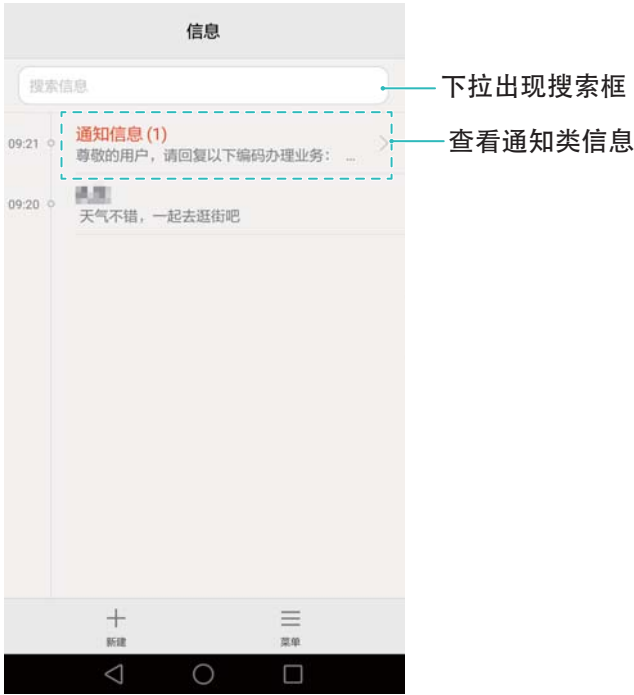 信息
搜索信息
下拉出现搜索框
09:21
通知信息 (1)
尊敬的用户，请回复以下编码办理业务： ...
查看通知类信息
09:20
天气不错，一起去逛街吧
新建
菜单